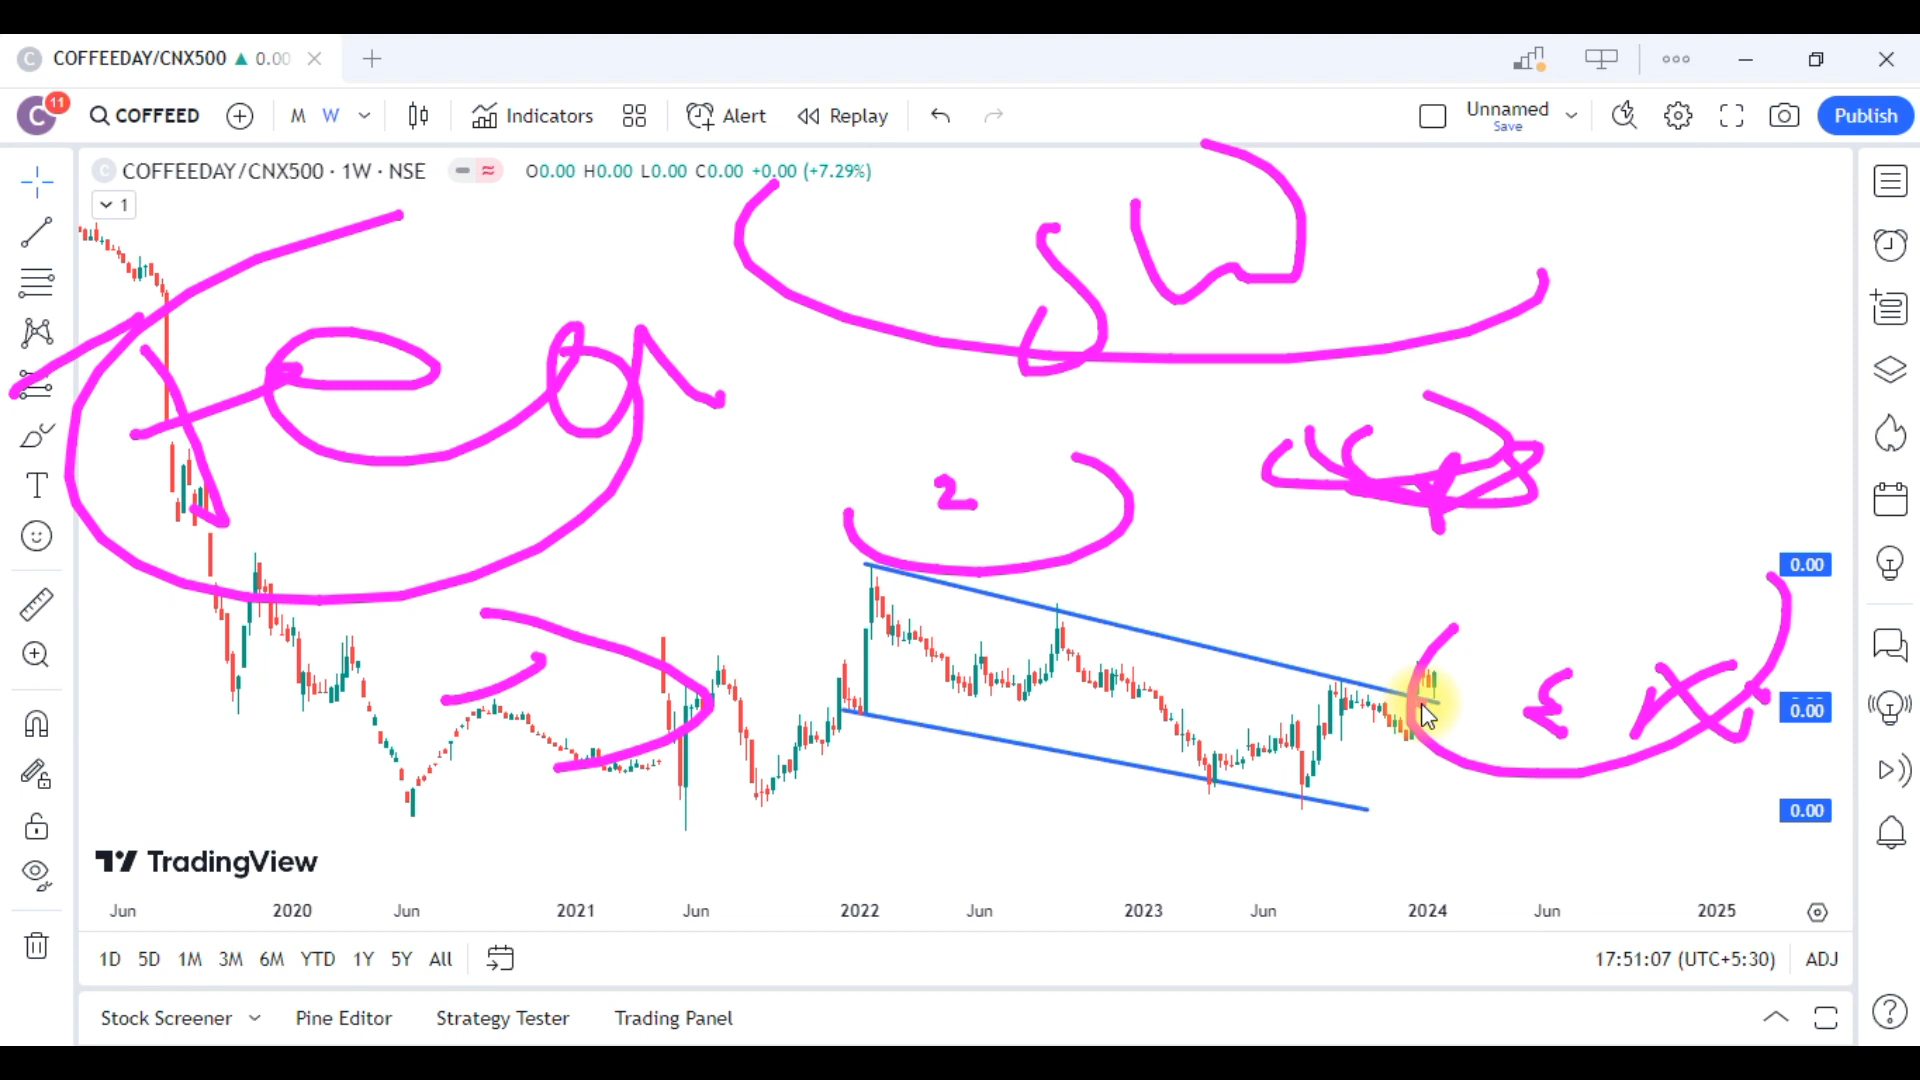 COFFEEDAY/CNX500 ▲ 0.00
C 11 COFFEED M W Indicators Alert Replay Unnamed Save Publish
COFFEEDAY/CNX500 · 1W · NSE O0.00 H0.00 L0.00 C0.00 +0.00 (+7.29%)
1
2
0.00
0.00
0.00
TradingView
Jun 2020 Jun 2021 Jun 2022 Jun 2023 Jun 2024 Jun 2025
1D 5D 1M 3M 6M YTD 1Y 5Y All 17:51:07 (UTC+5:30) ADJ
Stock Screener Pine Editor Strategy Tester Trading Panel